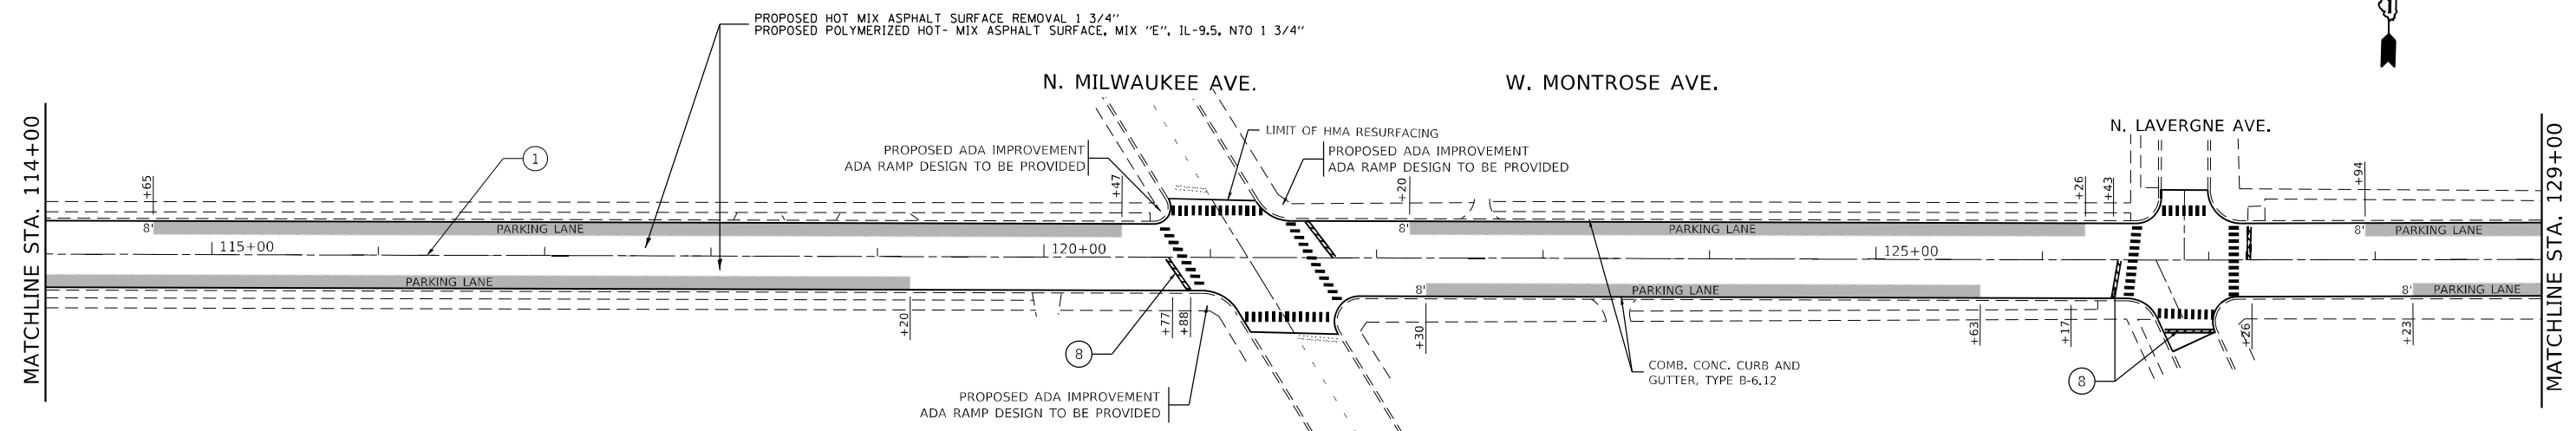 PROPOSED HOT MIX ASPHALT SURFACE REMOVAL 1 3/4"
PROPOSED POLYMERIZED HOT- MIX ASPHALT SURFACE, MIX "E", IL-9.5, N70 1 3/4"
N. MILWAUKEE AVE.
W. MONTROSE AVE.
N. LAVERGNE AVE.
MATCHLINE STA. 114+00
MATCHLINE STA. 129+00
1
PROPOSED ADA IMPROVEMENT
ADA RAMP DESIGN TO BE PROVIDED
LIMIT OF HMA RESURFACING
PROPOSED ADA IMPROVEMENT
ADA RAMP DESIGN TO BE PROVIDED
+65
+47
+20
+26
+43
+94
8'
PARKING LANE
8'
PARKING LANE
8'
PARKING LANE
115+00
120+00
125+00
PARKING LANE
8'
PARKING LANE
8'
PARKING LANE
+20
+77
+88
+30
+63
+17
+26
+23
8
COMB. CONC. CURB AND
GUTTER, TYPE B-6.12
8
PROPOSED ADA IMPROVEMENT
ADA RAMP DESIGN TO BE PROVIDED